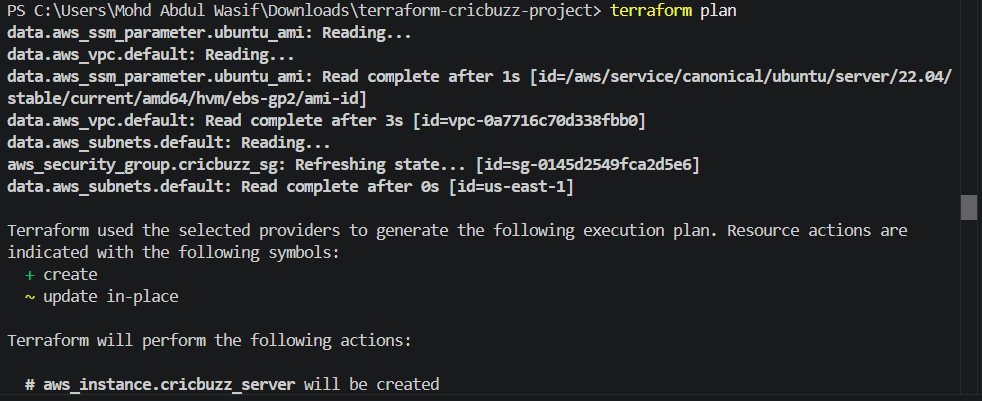 PS C:\Users\Mohd Abdul Wasif\Downloads\terraform-cricbuzz-project> terraform plan
data.aws_ssm_parameter.ubuntu_ami: Reading...
data.aws_vpc.default: Reading...
data.aws_ssm_parameter.ubuntu_ami: Read complete after 1s [id=/aws/service/canonical/ubuntu/server/22.04/
stable/current/amd64/hvm/ebs-gp2/ami-id]
data.aws_vpc.default: Read complete after 3s [id=vpc-0a7716c70d338fbb0]
data.aws_subnets.default: Reading...
aws_security_group.cricbuzz_sg: Refreshing state... [id=sg-0145d2549fca2d5e6]
data.aws_subnets.default: Read complete after 0s [id=us-east-1]
Terraform used the selected providers to generate the following execution plan. Resource actions are
indicated with the following symbols:
+ create
~ update in-place
Terraform will perform the following actions:
# aws_instance.cricbuzz_server will be created